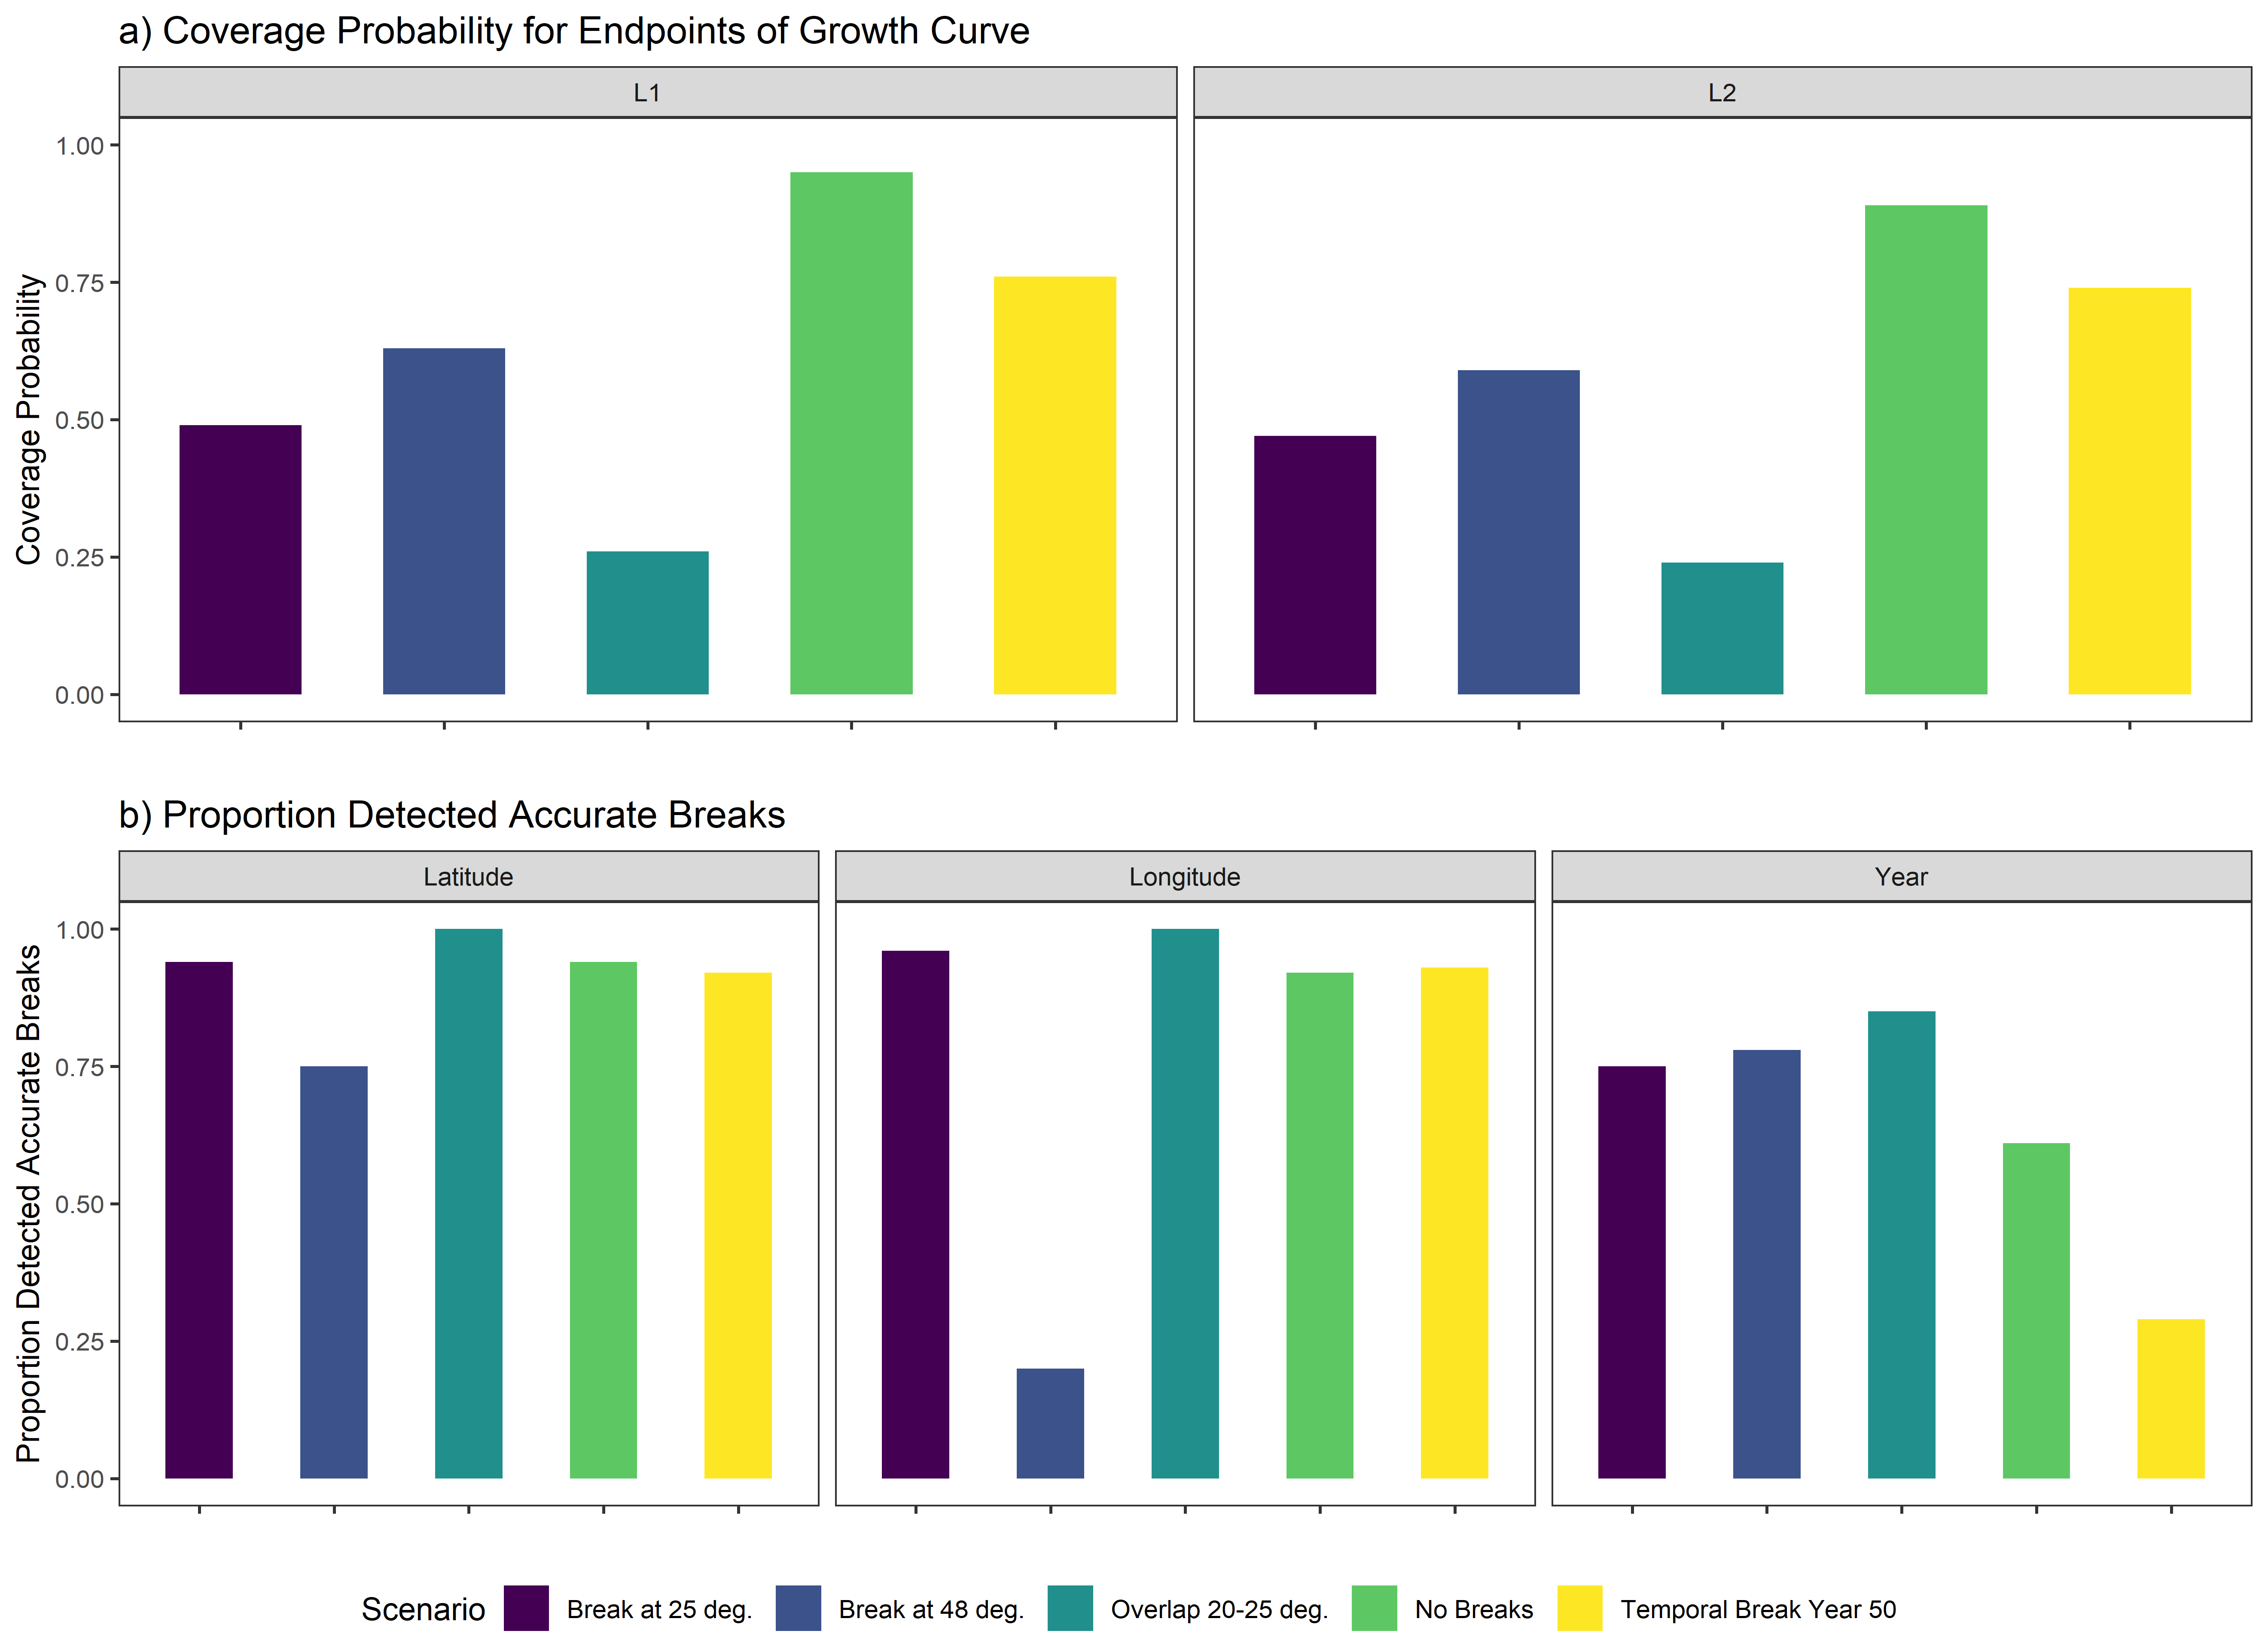 a) Coverage Probability for Endpoints of Growth Curve
L1
L2
Coverage Probability
1.00
0.75
0.50
0.25
0.00
b) Proportion Detected Accurate Breaks
Latitude
Longitude
Year
Proportion Detected Accurate Breaks
1.00
0.75
0.50
0.25
0.00
Scenario Break at 25 deg. Break at 48 deg. Overlap 20-25 deg. No Breaks Temporal Break Year 50